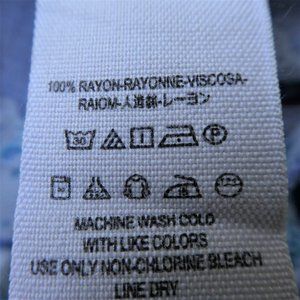 100% RAYON-RAYONNE-VISCOSA-
RAIOM-人造絲-レーヨン
30 P
MACHINE WASH COLD
WITH LIKE COLORS
USE ONLY NON-CHLORINE BLEACH
LINE DRY